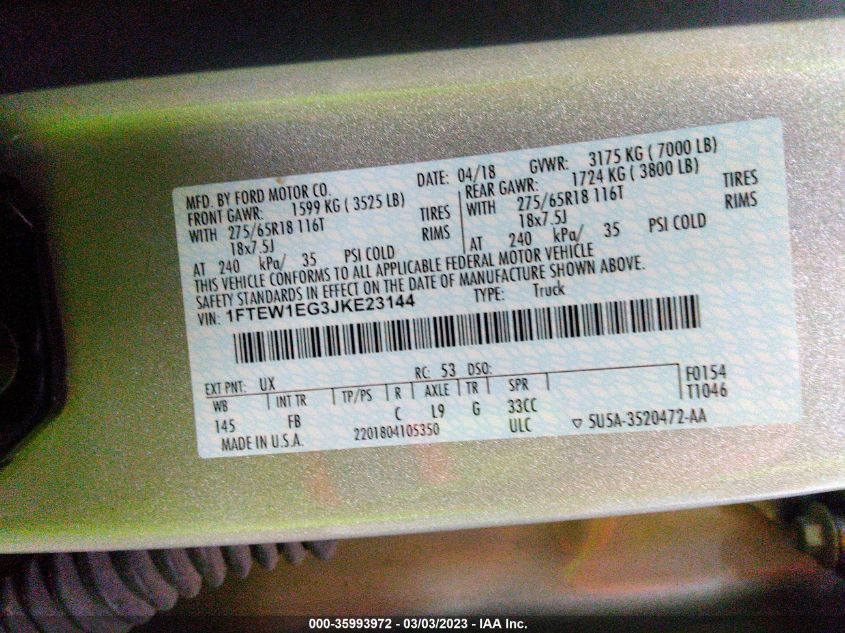 MFD. BY FORD MOTOR CO. DATE: 04/18 GVWR: 3175 KG ( 7000 LB)
FRONT GAWR: 1599 KG ( 3525 LB) REAR GAWR: 1724 KG ( 3800 LB)
WITH 275/65R18 116T TIRES WITH 275/65R18 116T TIRES
18x7.5J RIMS 18x7.5J RIMS
AT 240 kPa/ 35 PSI COLD AT 240 kPa/ 35 PSI COLD
THIS VEHICLE CONFORMS TO ALL APPLICABLE FEDERAL MOTOR VEHICLE
SAFETY STANDARDS IN EFFECT ON THE DATE OF MANUFACTURE SHOWN ABOVE.
VIN: 1FTEW1EG3JKE23144 TYPE: Truck
EXT PNT: UX RC: 53 DSO:
WB INT TR TP/PS R AXLE TR SPR F0154
145 FB C L9 G 33CC T1046
MADE IN U.S.A. 2201804105350 ULC ▽ 5U5A-3520472-AA
000-35993972 - 03/03/2023 - IAA Inc.